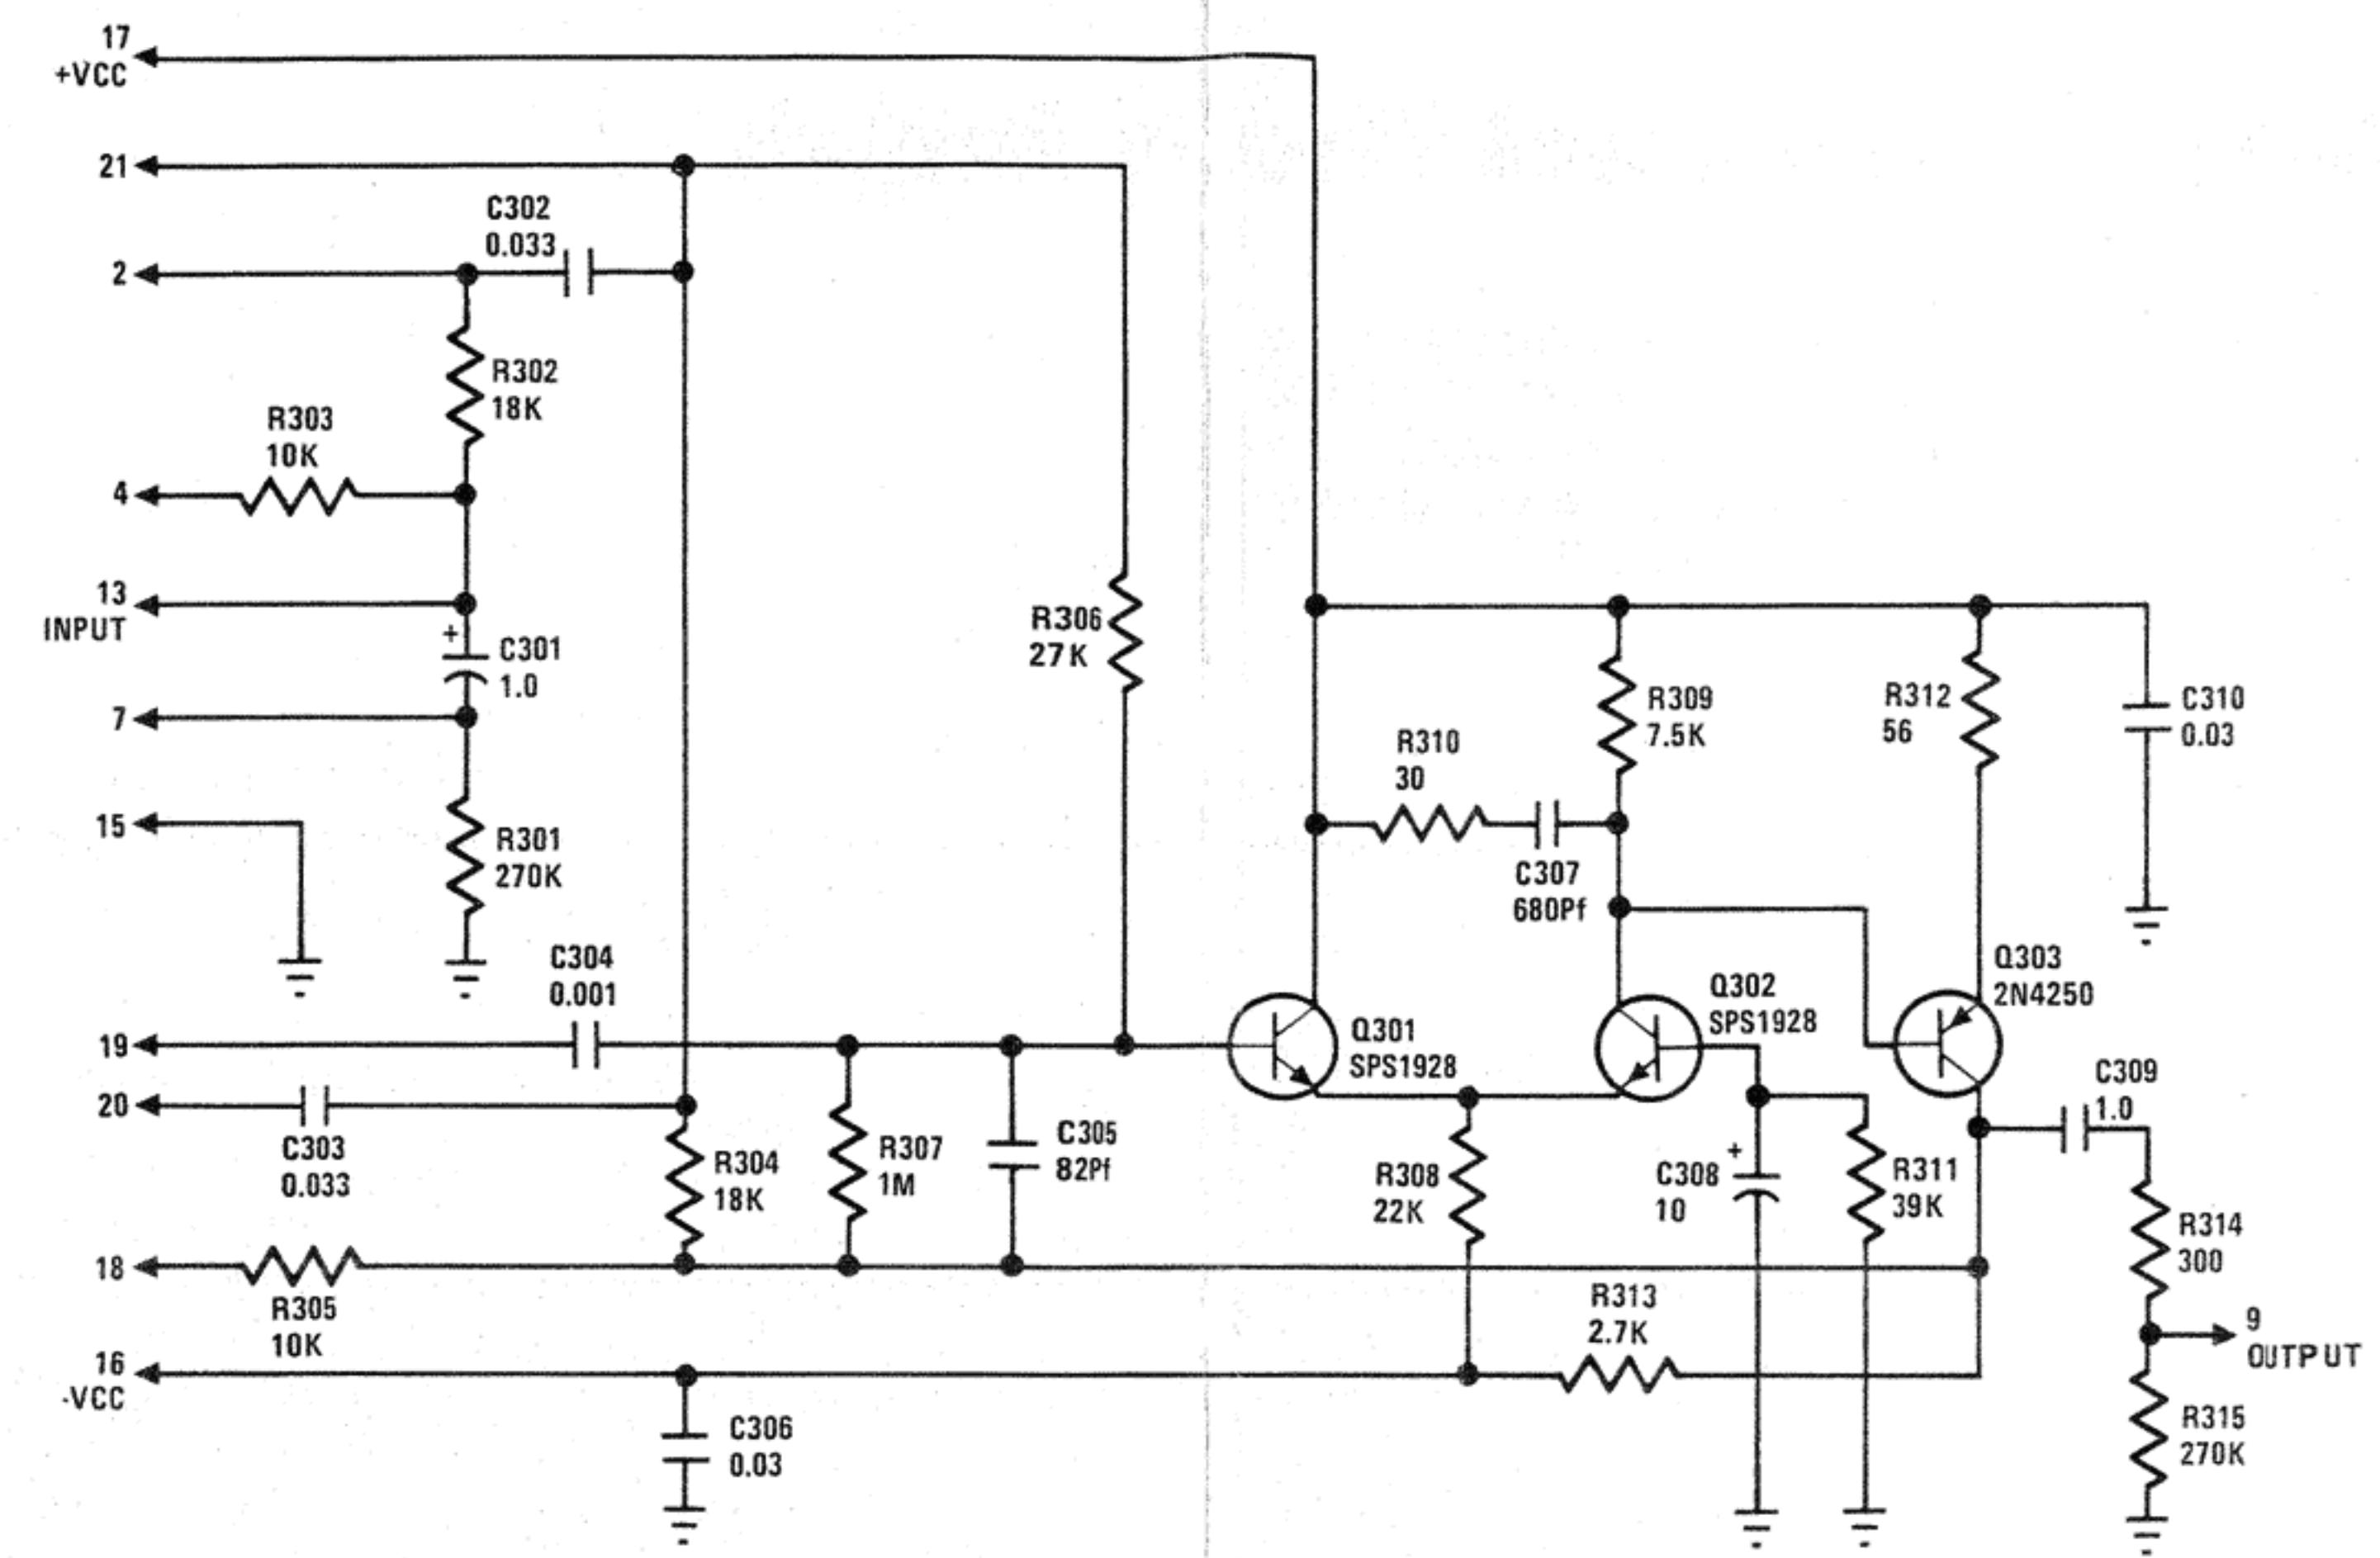 17
+VCC
21
C302
0.033
2
R302
18K
R303
10K
4
13
INPUT
+
C301
1.0
7
R301
270K
15
R306
27K
R309
7.5K
R312
56
C310
0.03
R310
30
C307
680Pf
C304
0.001
19
Q301
SPS1928
Q302
SPS1928
Q303
2N4250
20
C303
0.033
R304
18K
R307
1M
C305
82Pf
R308
22K
+
C308
10
R311
39K
C309
1.0
18
R305
10K
R313
2.7K
R314
300
9
OUTPUT
16
-VCC
C306
0.03
R315
270K